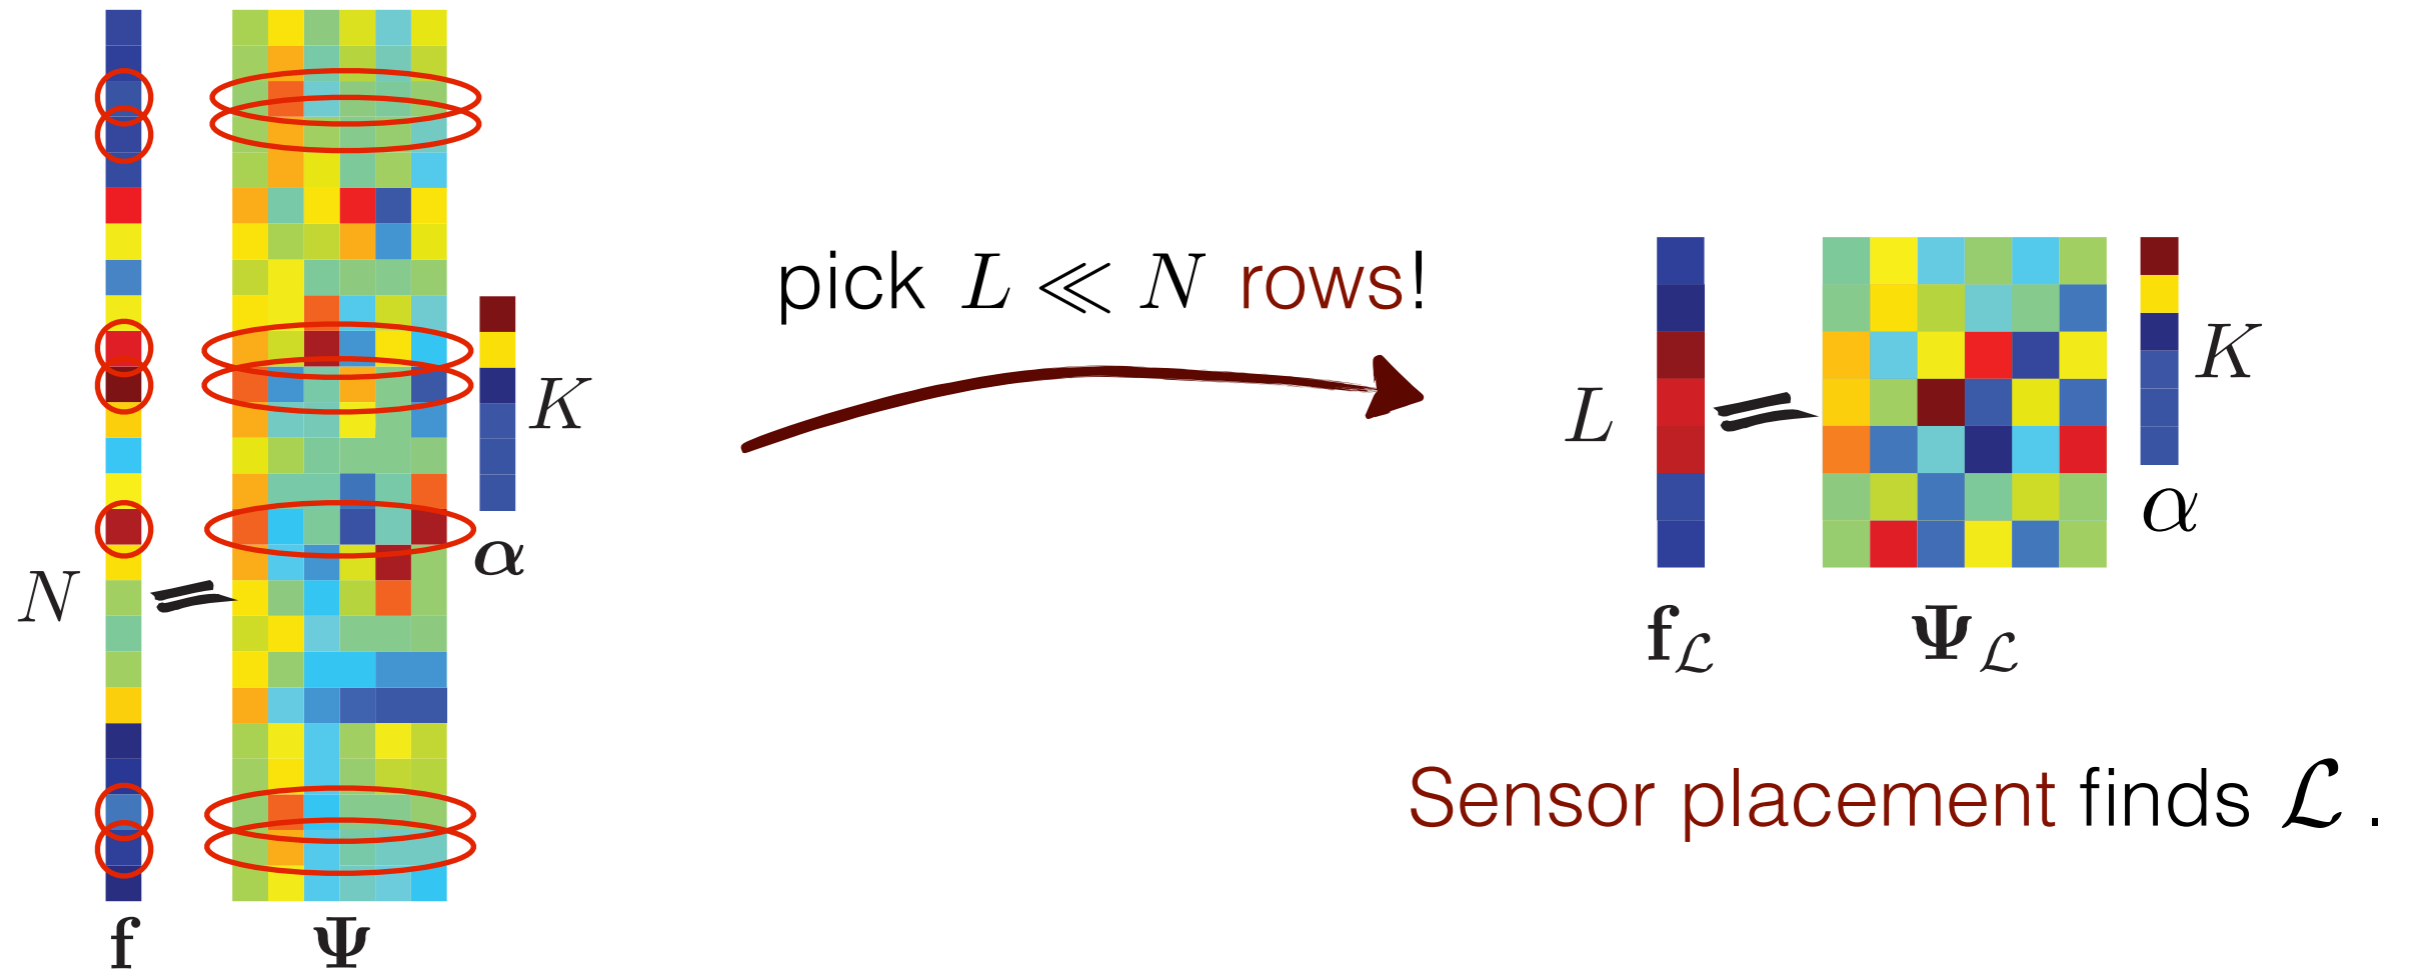 pick L ≪ N rows!
K
α
N
=
f
Ψ
L
=
K
α
f_ℒ
Ψ_ℒ
Sensor placement finds ℒ .